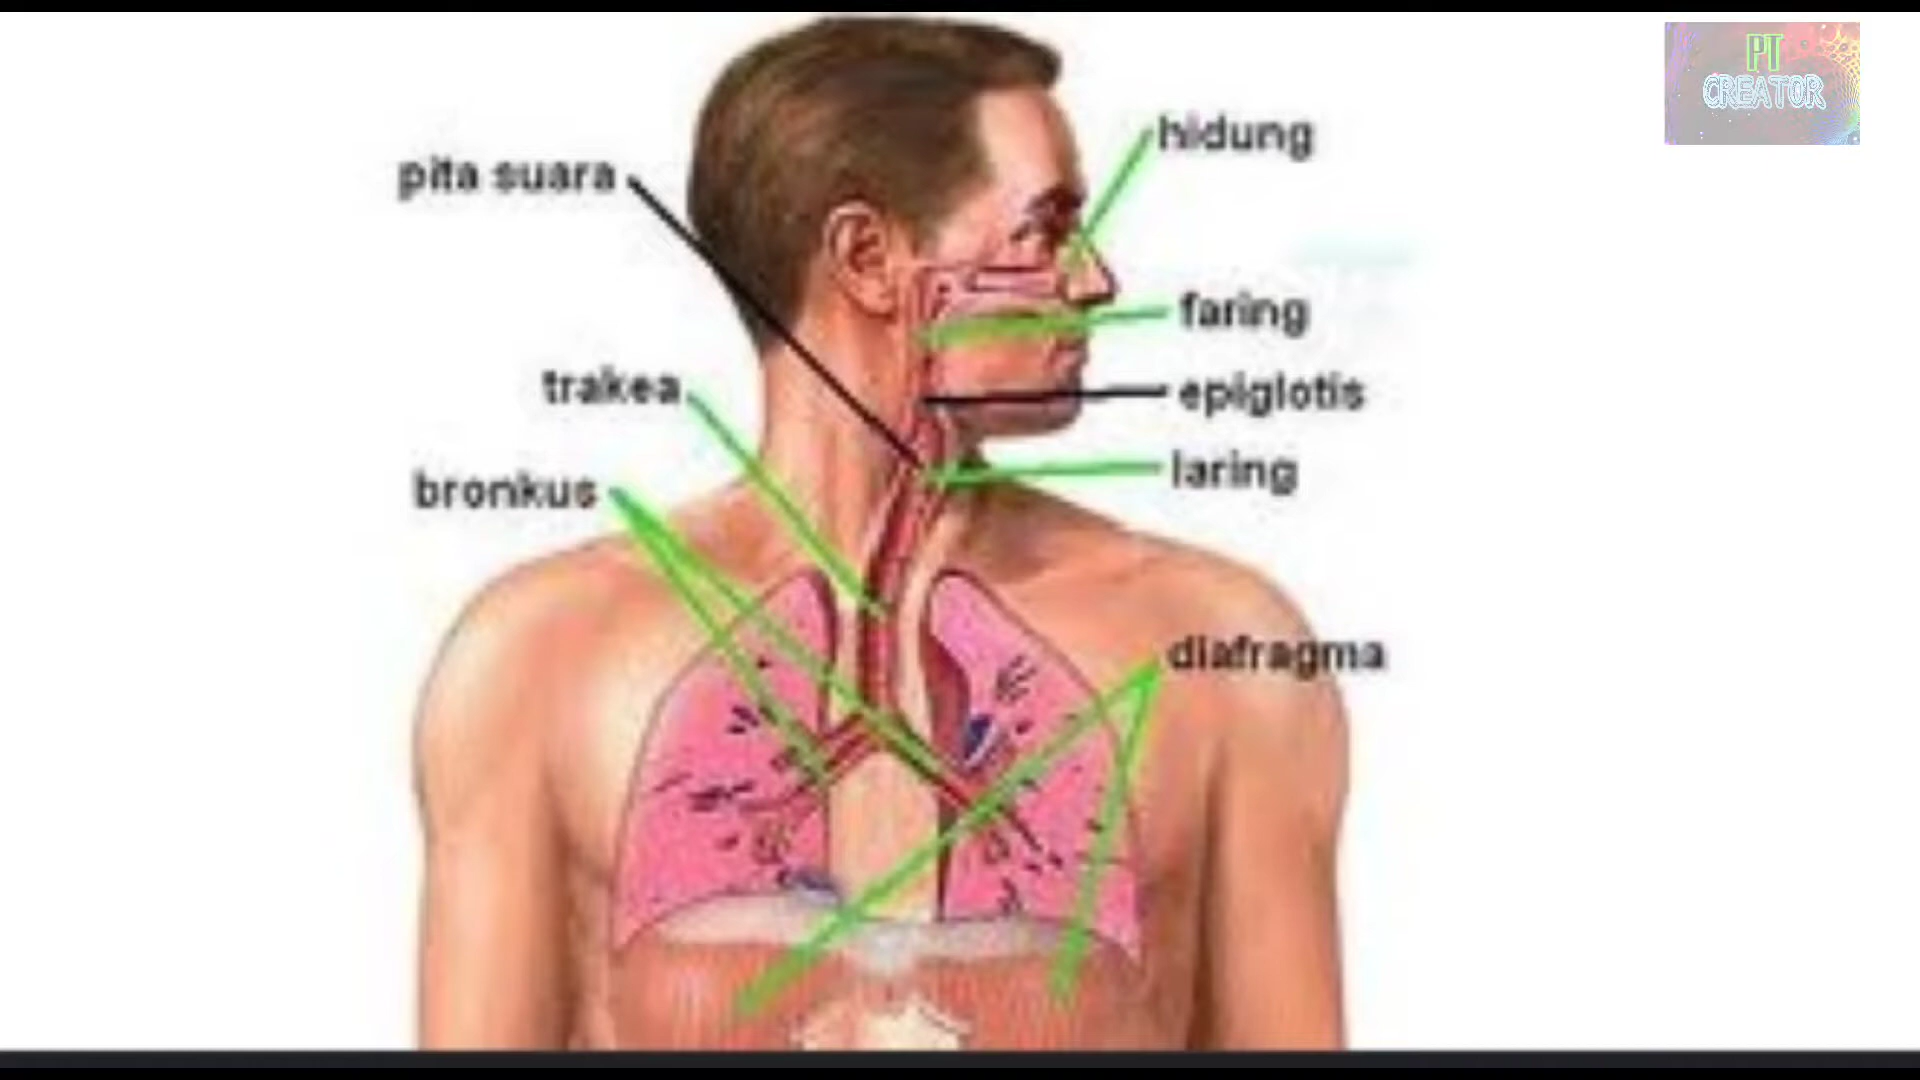 PT
CREATOR
hidung
pita suara
faring
trakea
epiglotis
laring
bronkus
diafragma